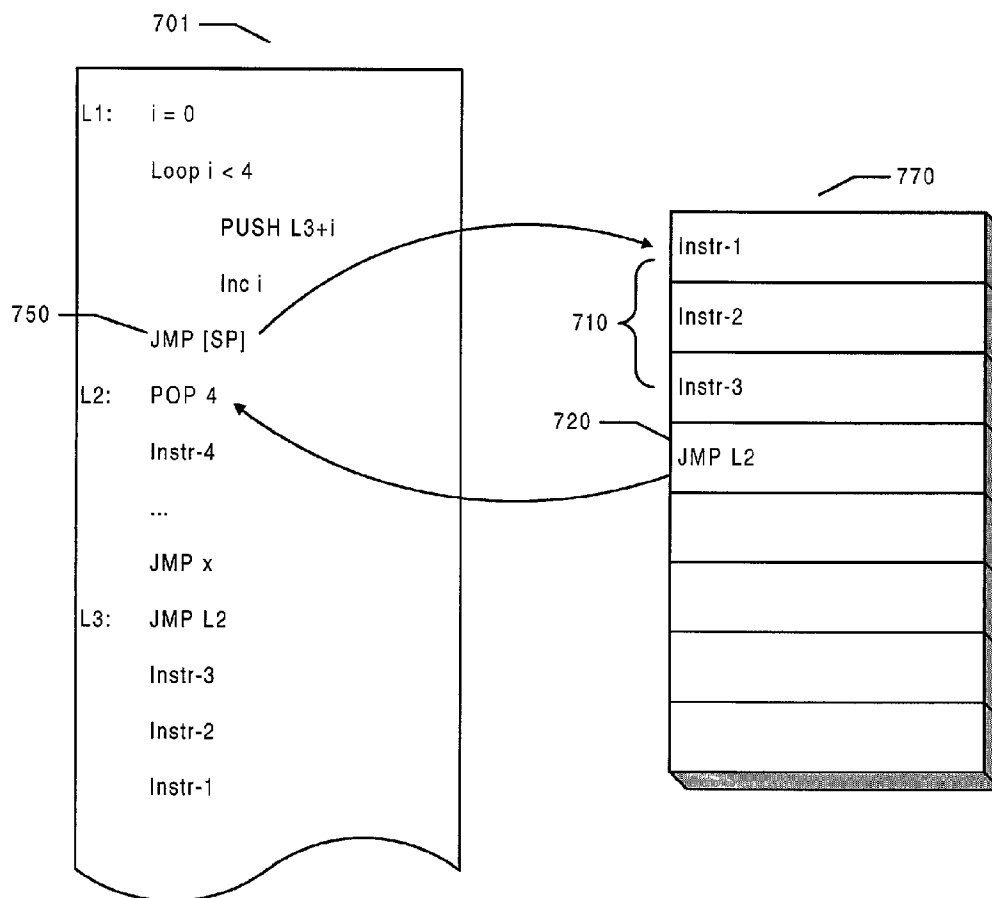 701
L1: i = 0
Loop i < 4
PUSH L3+i
Inc i
750
JMP [SP]
L2: POP 4
Instr-4
...
JMP x
L3: JMP L2
Instr-3
Instr-2
Instr-1
770
Instr-1
710
Instr-2
Instr-3
720
JMP L2